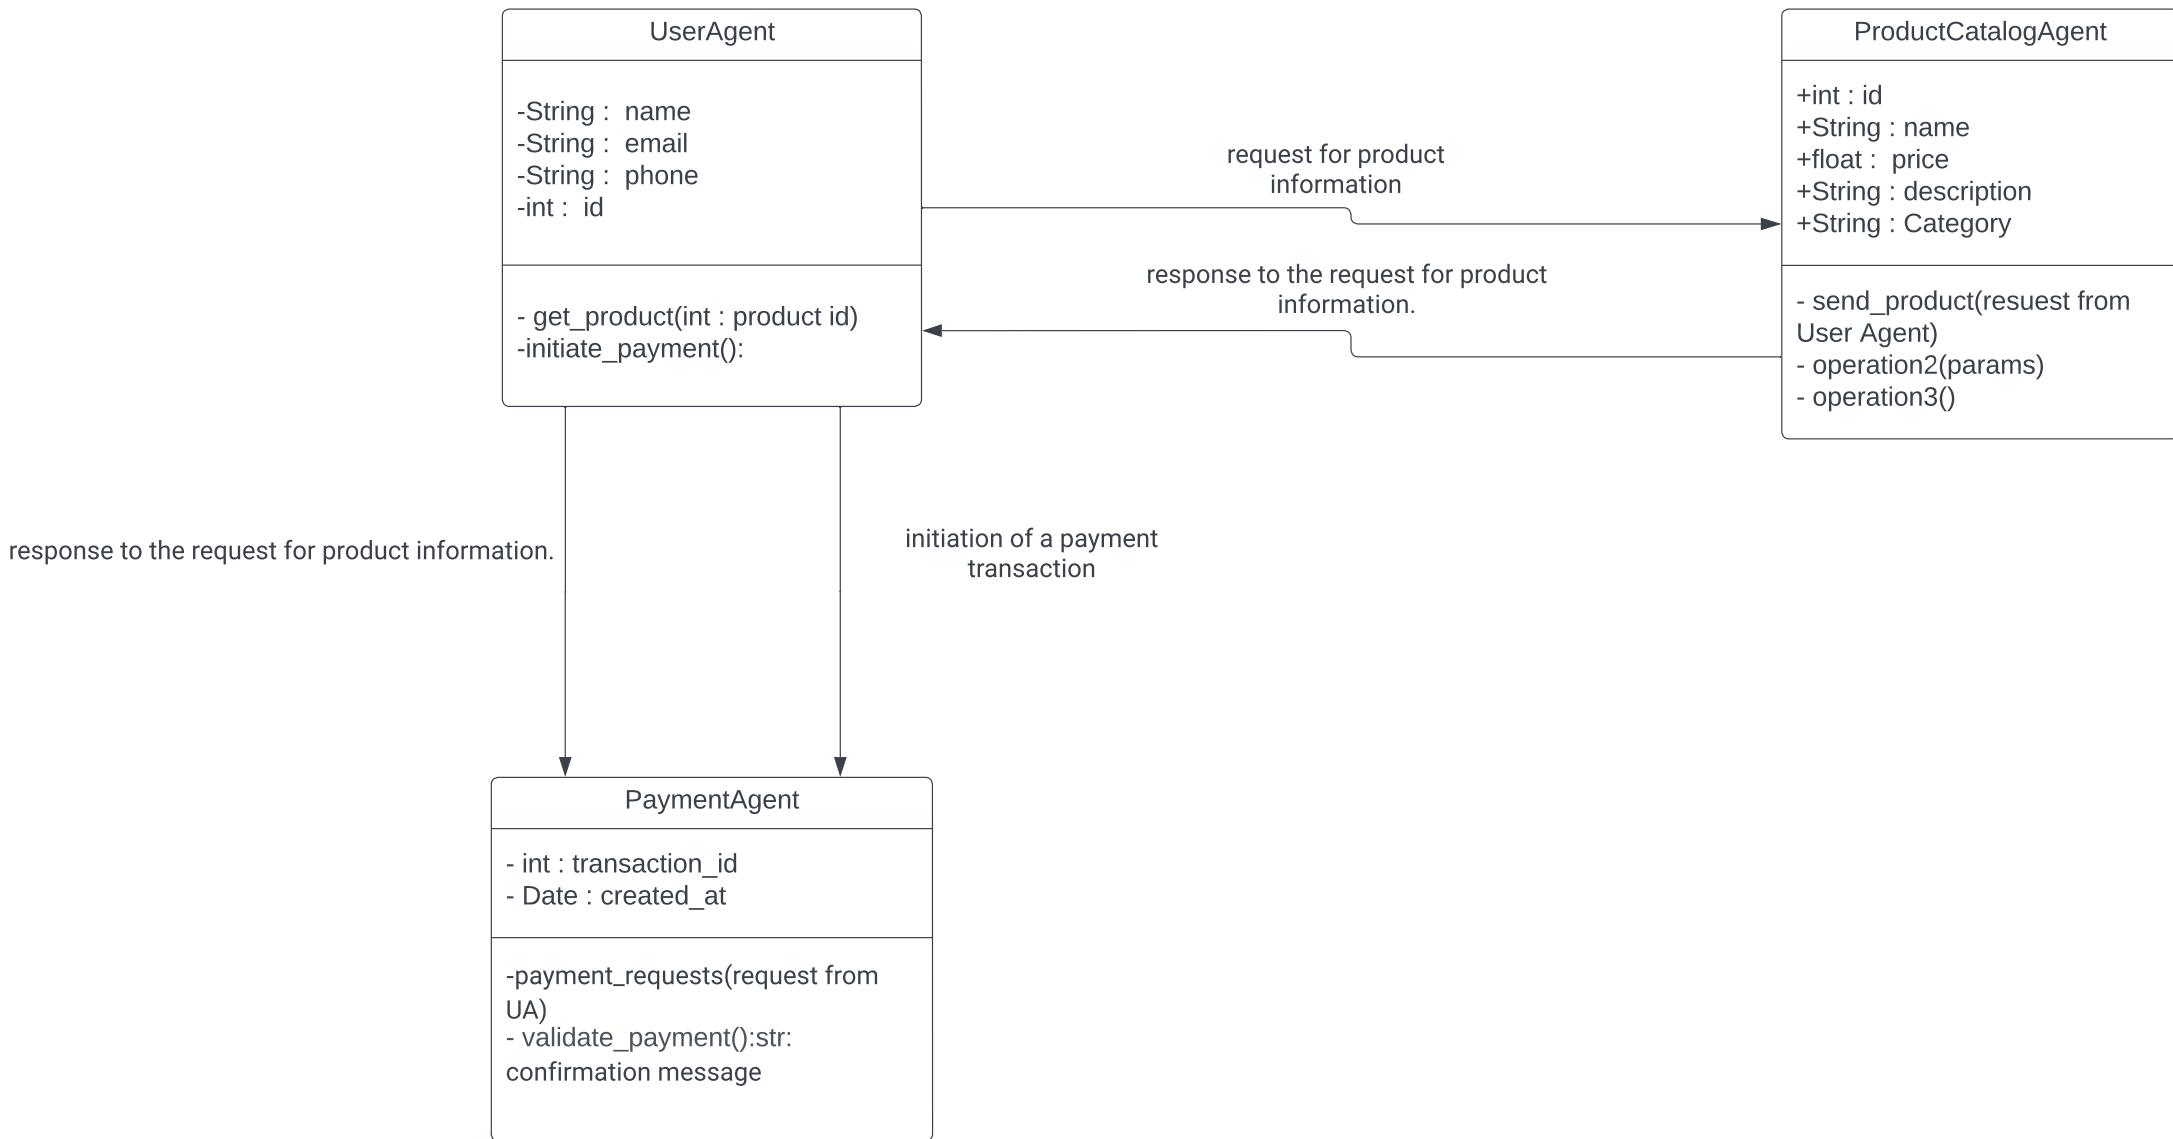 UserAgent
-String :  name
-String :  email
-String :  phone
-int :  id
- get_product(int : product id)
-initiate_payment():
request for product
information
response to the request for product
information.
ProductCatalogAgent
+int : id
+String : name
+float :  price
+String : description
+String : Category
- send_product(resuest from
User Agent)
- operation2(params)
- operation3()
response to the request for product information.
initiation of a payment
transaction
PaymentAgent
- int : transaction_id
- Date : created_at
-payment_requests(request from
UA)
- validate_payment():str:
confirmation message